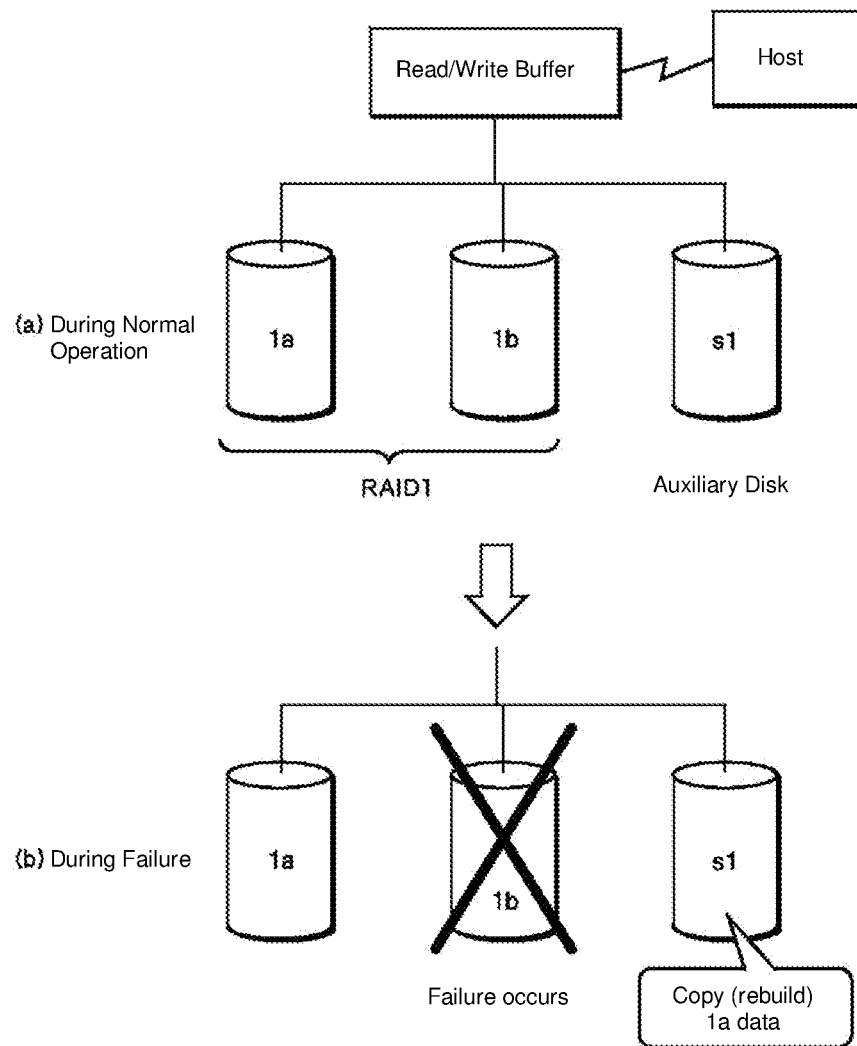 Read/Write Buffer
Host
(a) During Normal
Operation
1a
1b
s1
RAID1
Auxiliary Disk
(b) During Failure
1a
1b
s1
Failure occurs
Copy (rebuild)
1a data